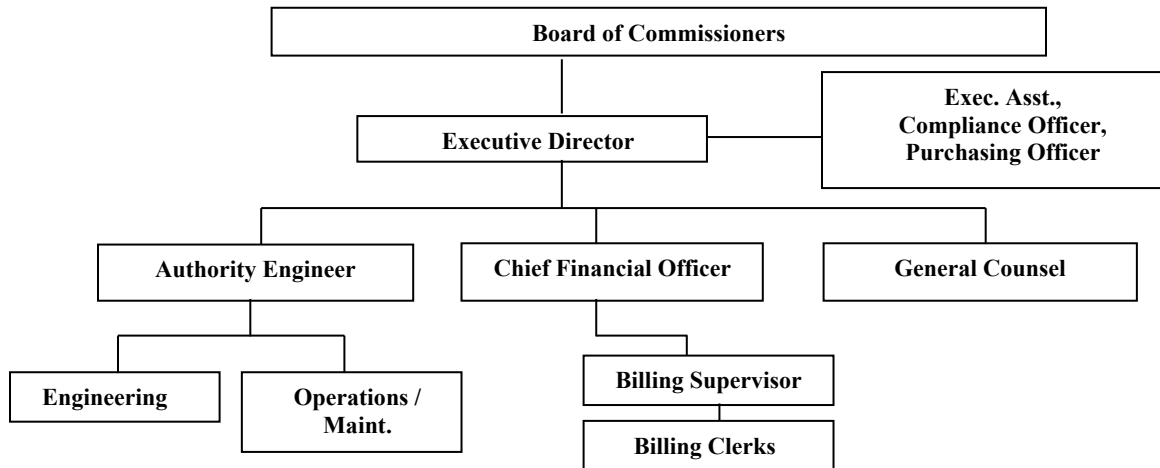 Board of Commissioners
Exec. Asst.,
Compliance Officer,
Purchasing Officer
Executive Director
Authority Engineer
Chief Financial Officer
General Counsel
Engineering
Operations /
Maint.
Billing Supervisor
Billing Clerks